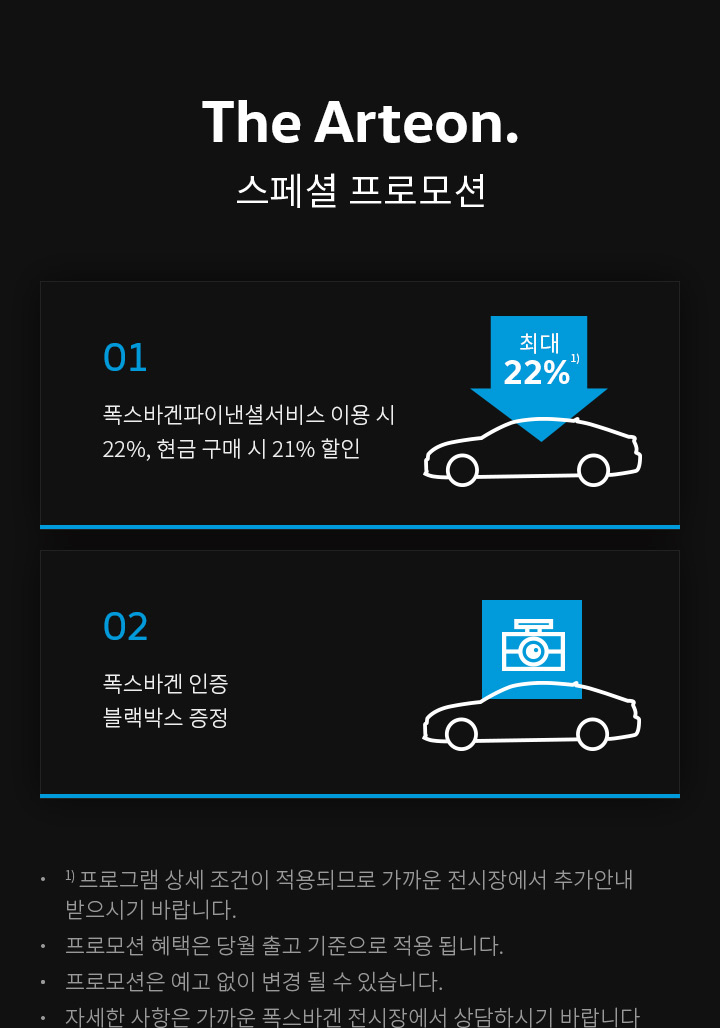 The Arteon.
스페셜 프로모션
01
최대
22%1)
폭스바겐파이낸셜서비스 이용 시
22%, 현금 구매 시 21% 할인
02
폭스바겐 인증
블랙박스 증정
• 1) 프로그램 상세 조건이 적용되므로 가까운 전시장에서 추가안내
받으시기 바랍니다.
• 프로모션 혜택은 당월 출고 기준으로 적용 됩니다.
• 프로모션은 예고 없이 변경 될 수 있습니다.
• 자세한 사항은 가까운 폭스바겐 전시장에서 상담하시기 바랍니다